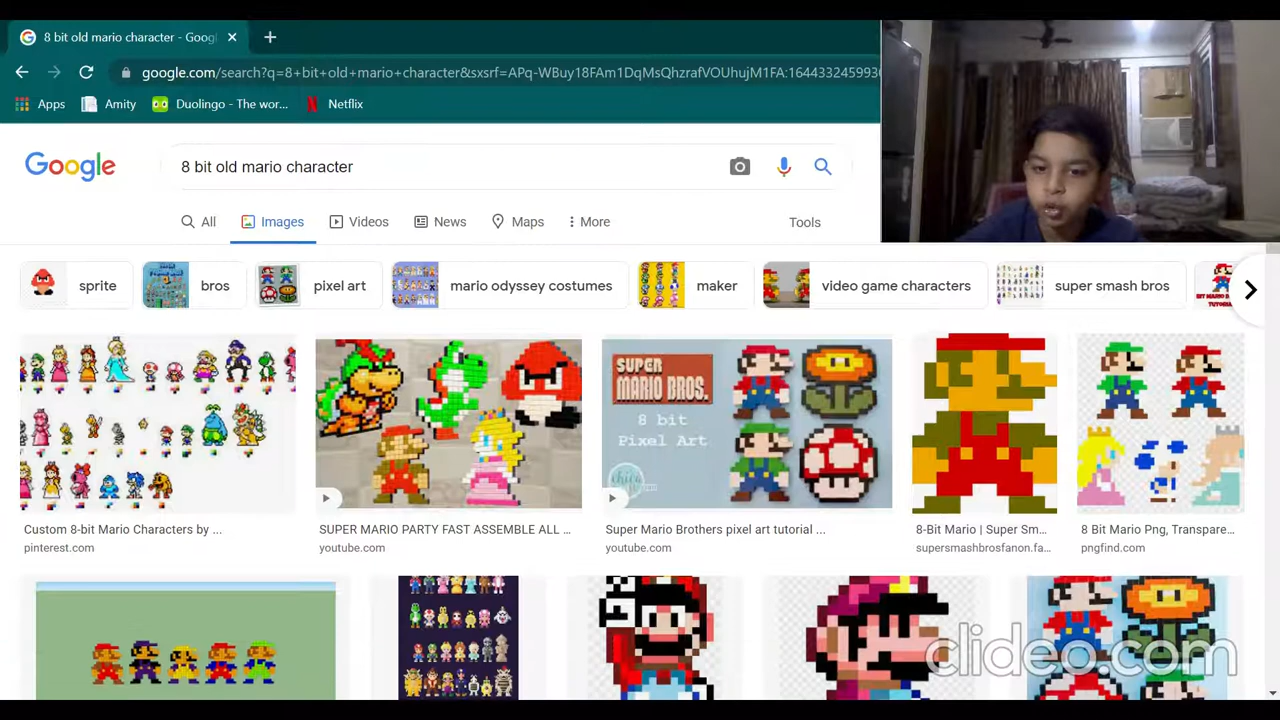 8 bit old mario character - Goog
google.com/search?q=8+bit+old+mario+character&sxsrf=APq-WBuy18FAm1DqMsQhzrafVOUhujM1FA:1644332459930
Apps Amity Duolingo - The wor... Netflix
Google
8 bit old mario character
All Images Videos News Maps More Tools
sprite bros pixel art mario odyssey costumes maker video game characters super smash bros
SUPER
MARIO BROS.
8 bit
Pixel Art
Custom 8-bit Mario Characters by ...
pinterest.com
SUPER MARIO PARTY FAST ASSEMBLE ALL ...
youtube.com
Super Mario Brothers pixel art tutorial ...
youtube.com
8-Bit Mario | Super Sm...
supersmashbrosfanon.fa...
8 Bit Mario Png, Transpare...
pngfind.com
clideo.com